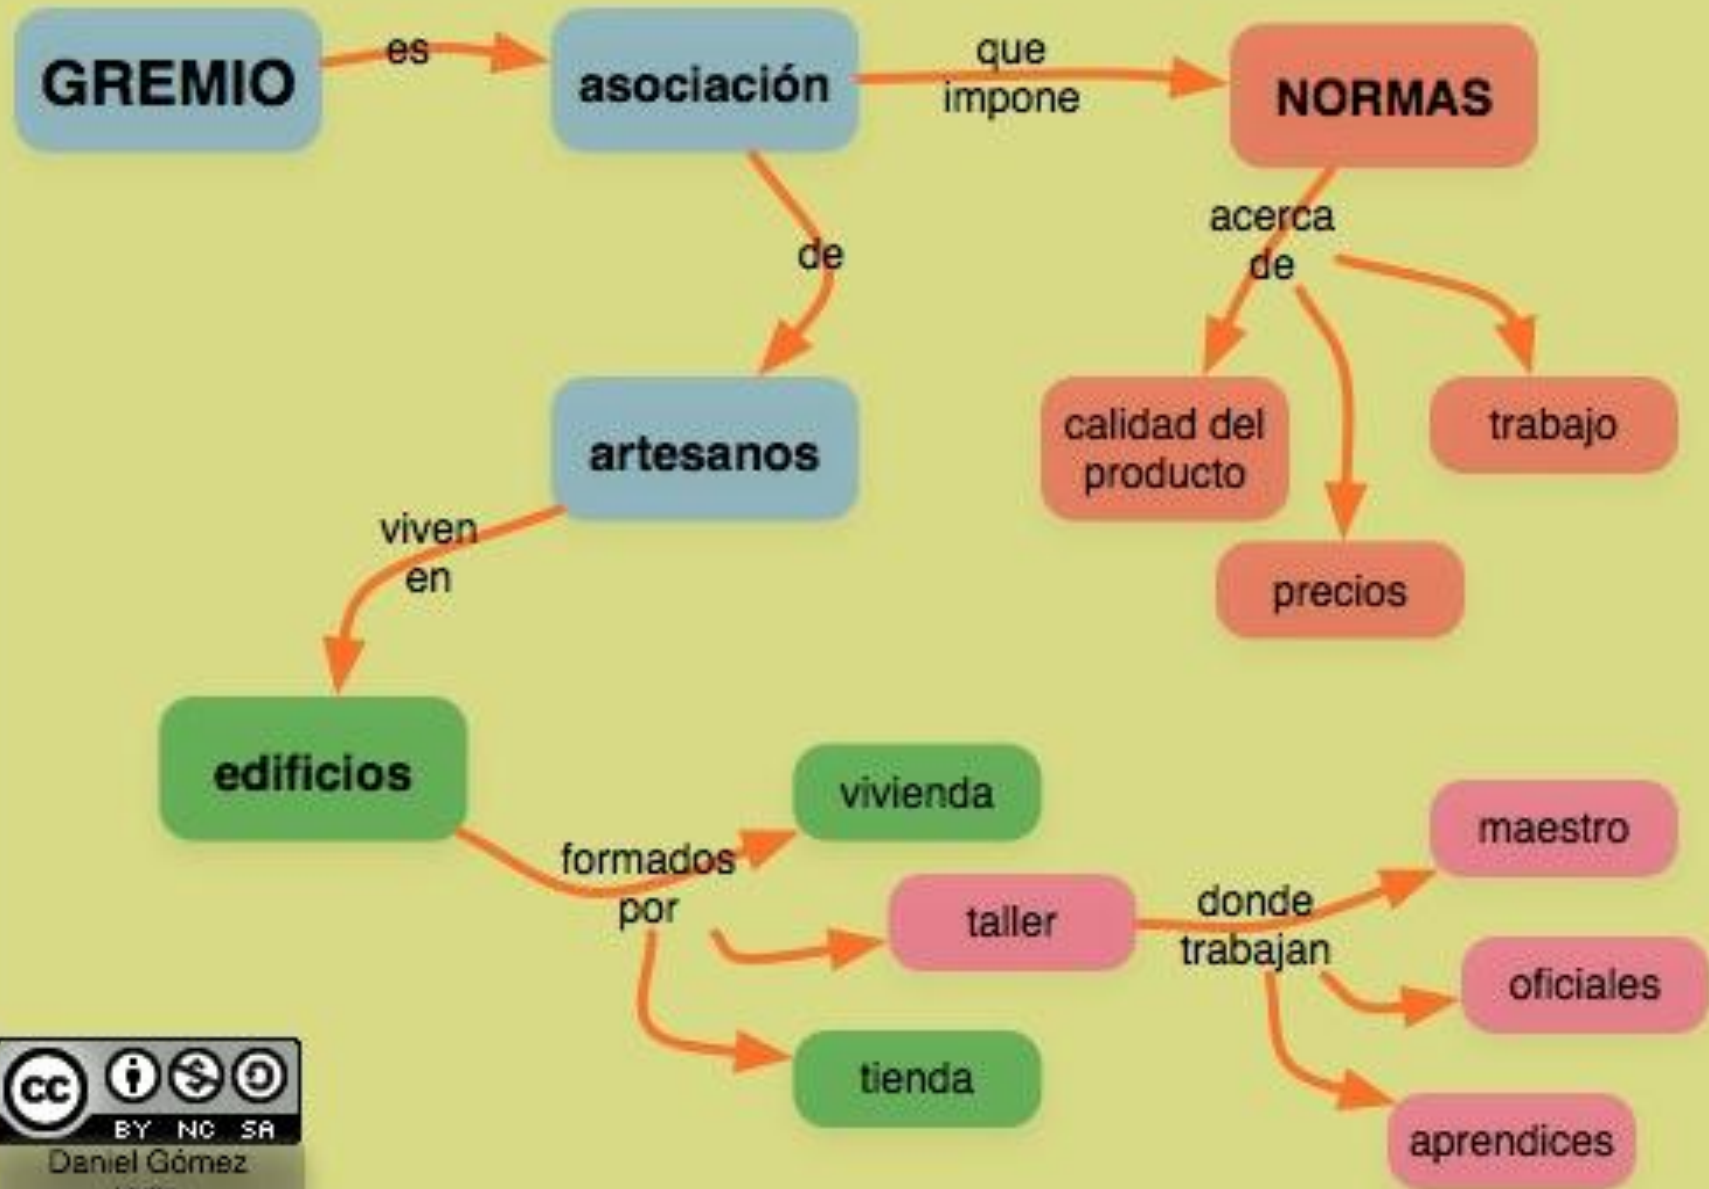 GREMIO
es
asociación
que
impone
NORMAS
acerca
de
calidad del
producto
precios
trabajo
de
artesanos
viven
en
edificios
formados
por
vivienda
taller
tienda
donde
trabajan
maestro
oficiales
aprendices
cc
BY NC SA
Daniel Gómez